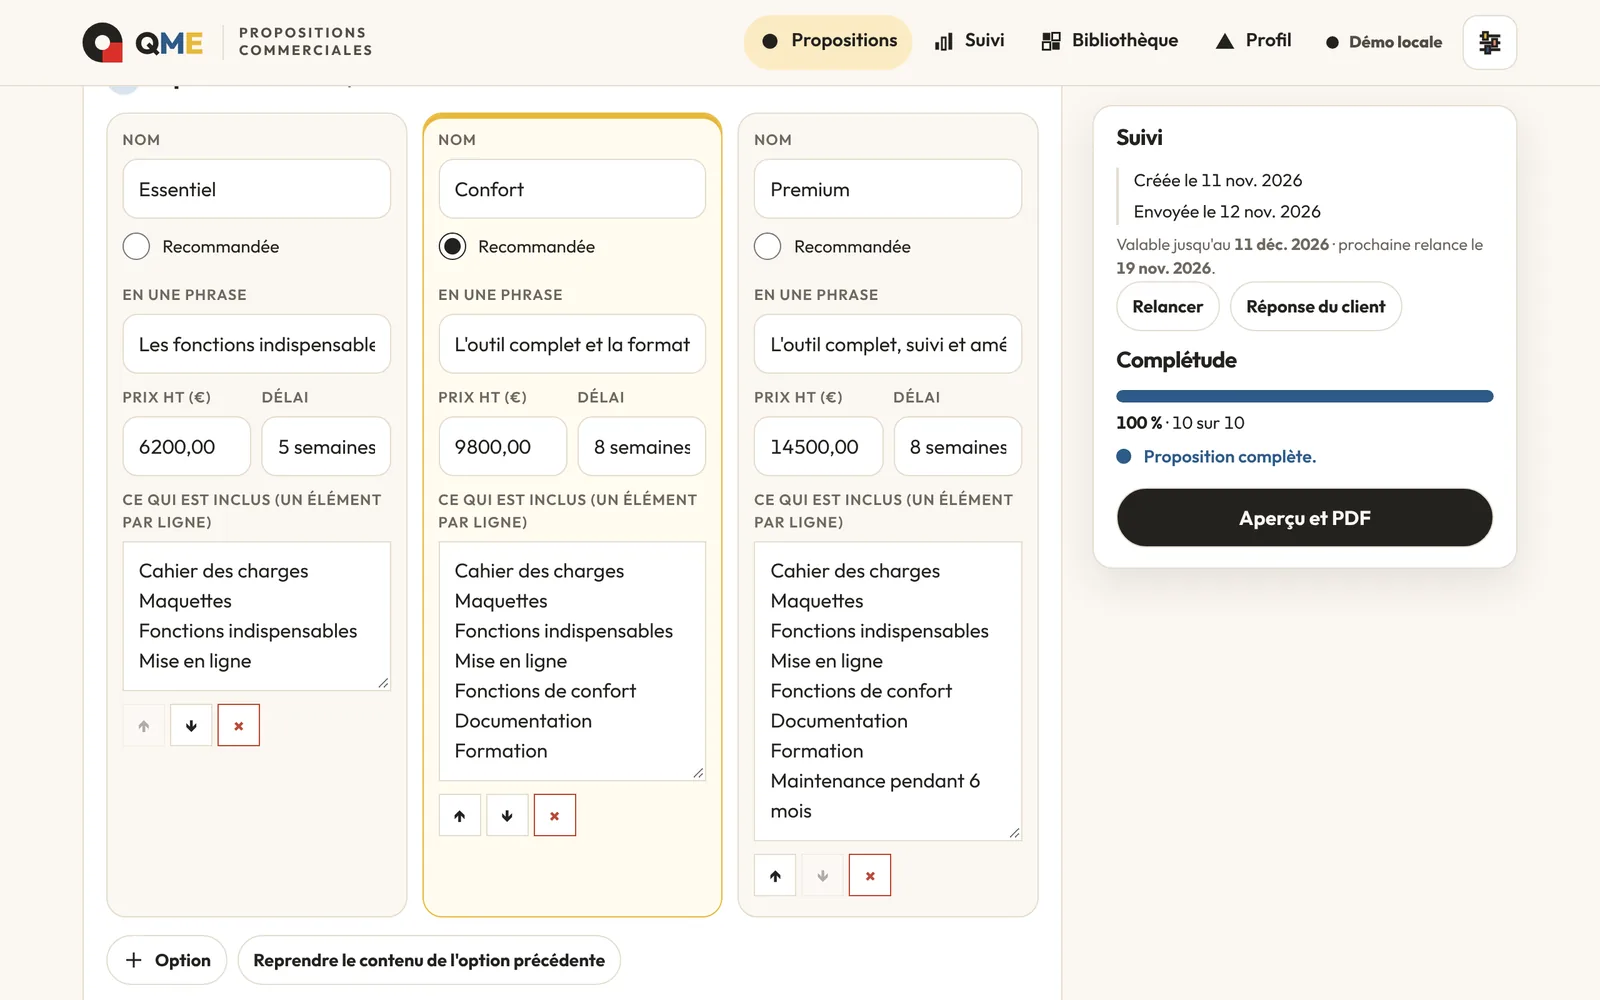 QME
PROPOSITIONS
COMMERCIALES
Propositions
Suivi
Bibliothèque
Profil
Démo locale
NOM
Essentiel
Recommandée
EN UNE PHRASE
Les fonctions indispensable
PRIX HT (€)
DÉLAI
6200,00
5 semaines
CE QUI EST INCLUS (UN ÉLÉMENT
PAR LIGNE)
Cahier des charges
Maquettes
Fonctions indispensables
Mise en ligne
NOM
Confort
Recommandée
EN UNE PHRASE
L'outil complet et la format
PRIX HT (€)
DÉLAI
9800,00
8 semaines
CE QUI EST INCLUS (UN ÉLÉMENT
PAR LIGNE)
Cahier des charges
Maquettes
Fonctions indispensables
Mise en ligne
Fonctions de confort
Documentation
Formation
NOM
Premium
Recommandée
EN UNE PHRASE
L'outil complet, suivi et amé
PRIX HT (€)
DÉLAI
14500,00
8 semaines
CE QUI EST INCLUS (UN ÉLÉMENT
PAR LIGNE)
Cahier des charges
Maquettes
Fonctions indispensables
Mise en ligne
Fonctions de confort
Documentation
Formation
Maintenance pendant 6
mois
+ Option
Reprendre le contenu de l'option précédente
Suivi
Créée le 11 nov. 2026
Envoyée le 12 nov. 2026
Valable jusqu'au 11 déc. 2026 · prochaine relance le
19 nov. 2026.
Relancer
Réponse du client
Complétude
100 % · 10 sur 10
Proposition complète.
Aperçu et PDF